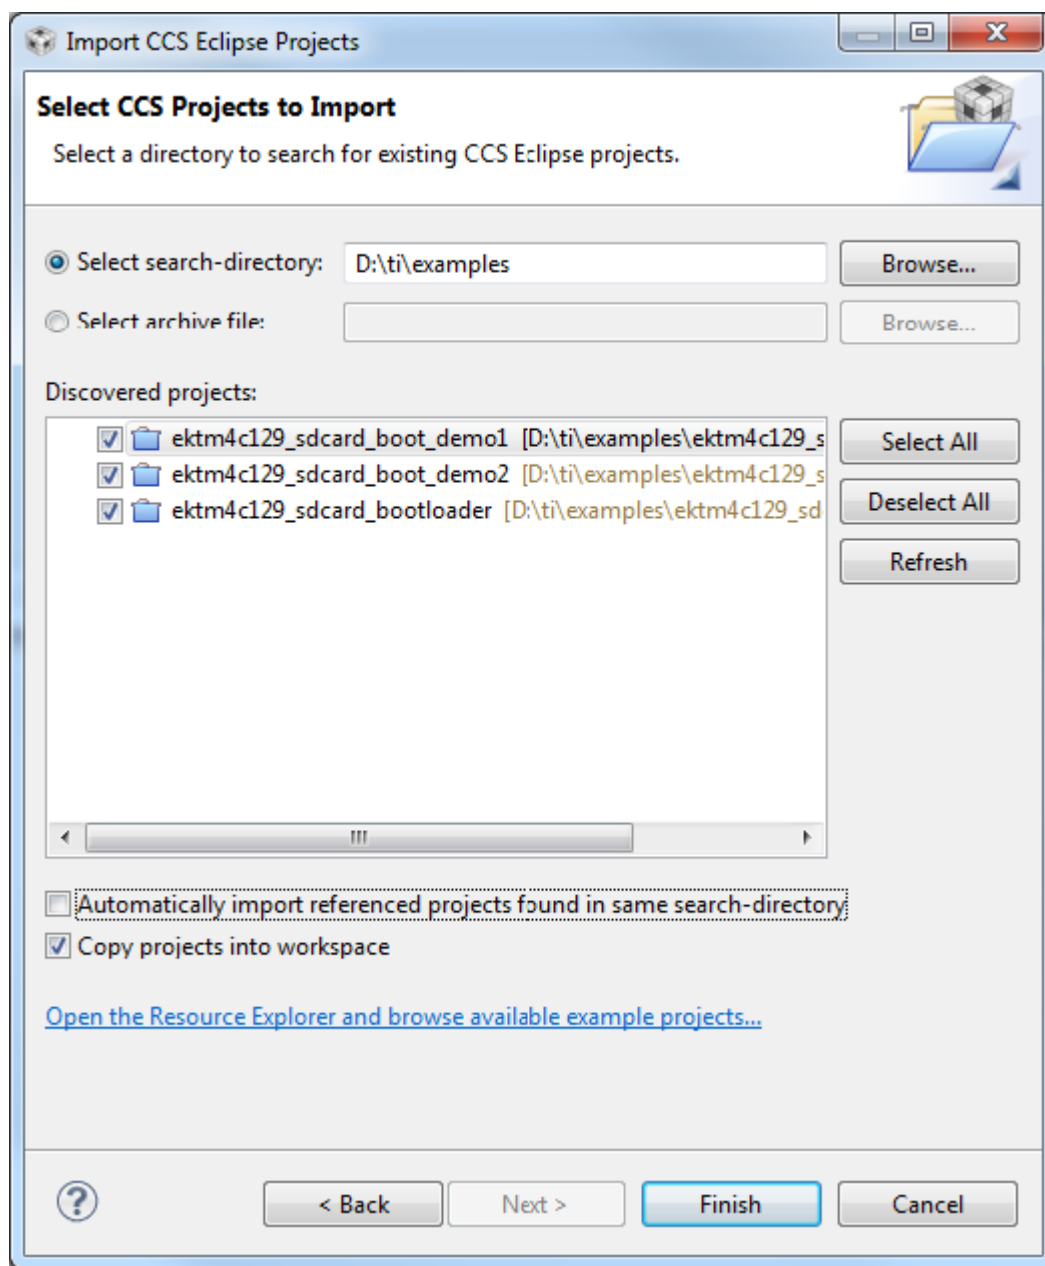 Import CCS Eclipse Projects
Select CCS Projects to Import
Select a directory to search for existing CCS Eclipse projects.
Select search-directory: D:\ti\examples Browse...
Select archive file: Browse...
Discovered projects:
ektm4c129_sdcard_boot_demo1 [D:\ti\examples\ektm4c129_s
ektm4c129_sdcard_boot_demo2 [D:\ti\examples\ektm4c129_s
ektm4c129_sdcard_bootloader [D:\ti\examples\ektm4c129_sd
Select All
Deselect All
Refresh
Automatically import referenced projects found in same search-directory
Copy projects into workspace
Open the Resource Explorer and browse available example projects...
? < Back Next > Finish Cancel